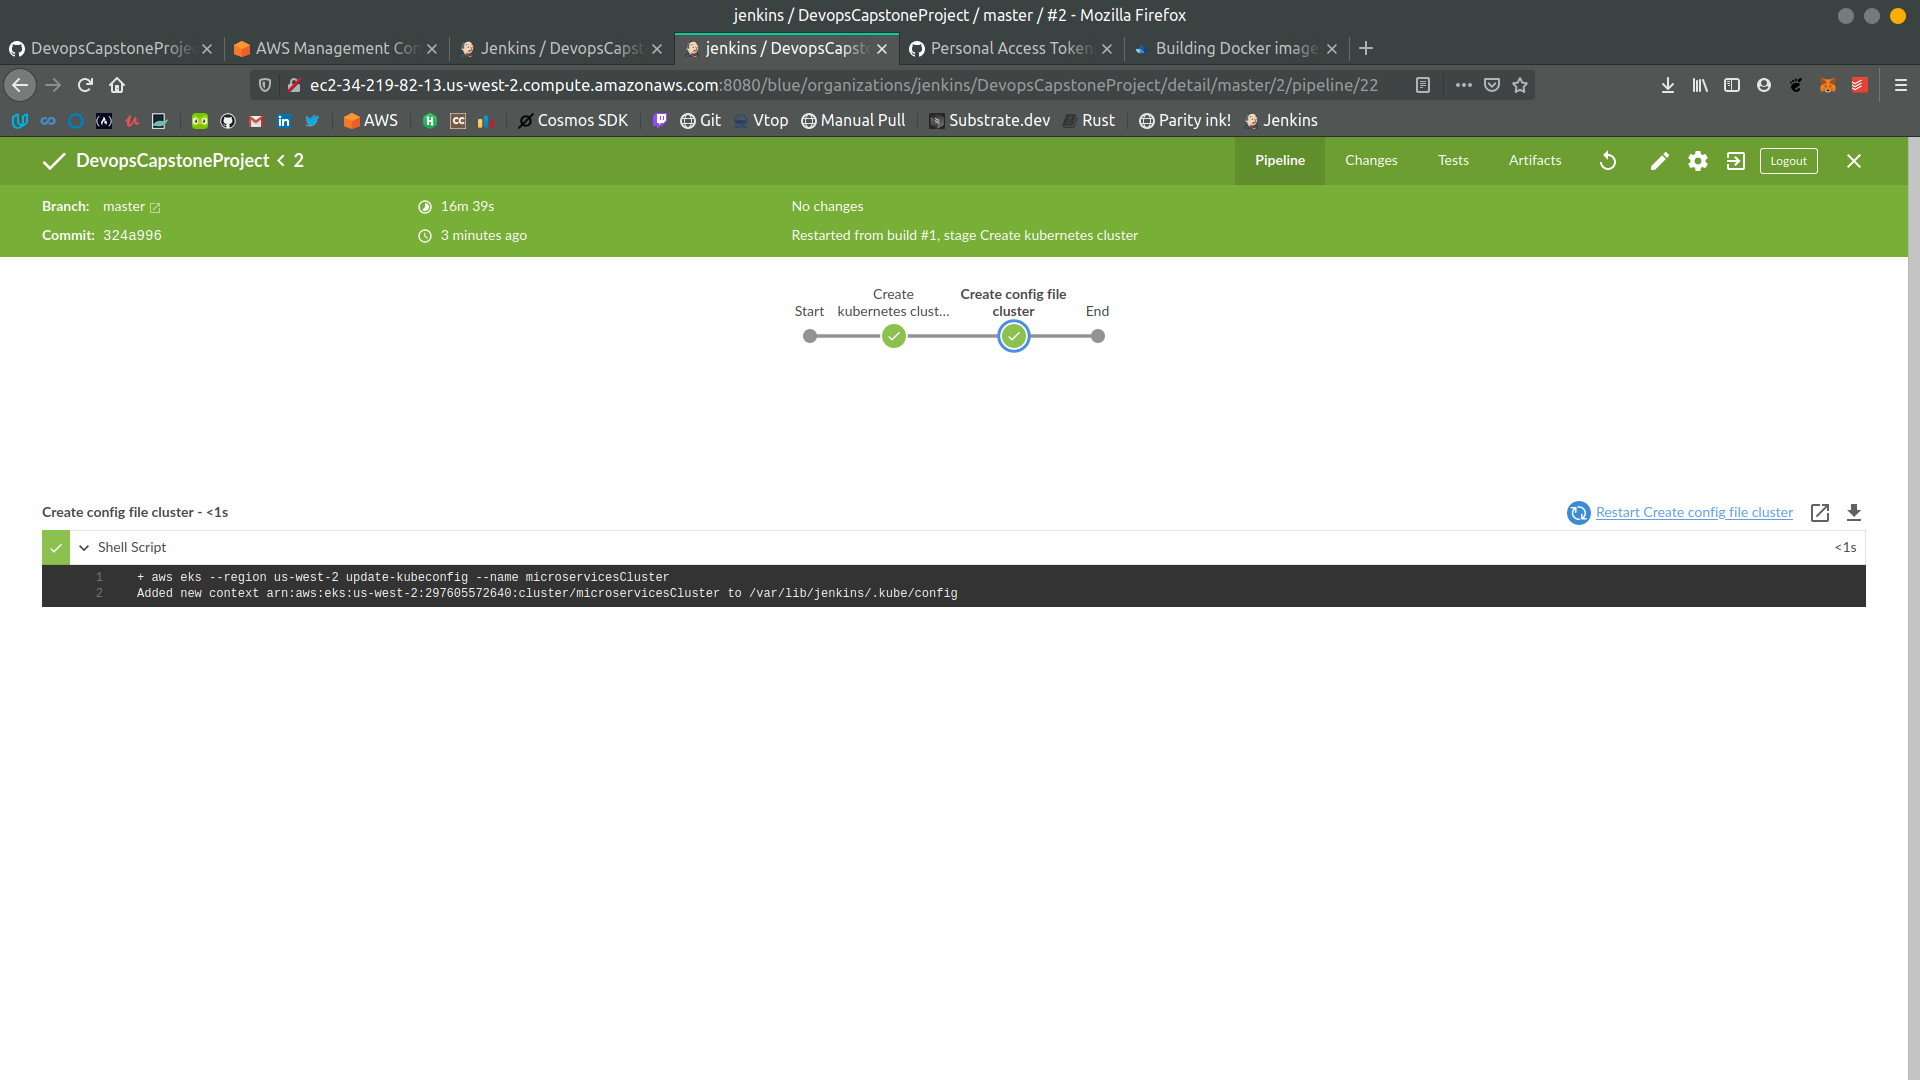 jenkins / DevopsCapstoneProject / master / #2 - Mozilla Firefox
DevopsCapstoneProje
AWS Management Con
Jenkins / DevopsCapst
jenkins / DevopsCapst
Personal Access Token
Building Docker image
ec2-34-219-82-13.us-west-2.compute.amazonaws.com:8080/blue/organizations/jenkins/DevopsCapstoneProject/detail/master/2/pipeline/22
AWS
Cosmos SDK
Git
Vtop
Manual Pull
Substrate.dev
Rust
Parity ink!
Jenkins
DevopsCapstoneProject < 2
Pipeline
Changes
Tests
Artifacts
Logout
Branch: master
16m 39s
No changes
Commit: 324a996
3 minutes ago
Restarted from build #1, stage Create kubernetes cluster
Start
Create
kubernetes clust...
Create config file
cluster
End
Create config file cluster - <1s
Restart Create config file cluster
Shell Script
<1s
1 + aws eks --region us-west-2 update-kubeconfig --name microservicesCluster
2 Added new context arn:aws:eks:us-west-2:297605572640:cluster/microservicesCluster to /var/lib/jenkins/.kube/config